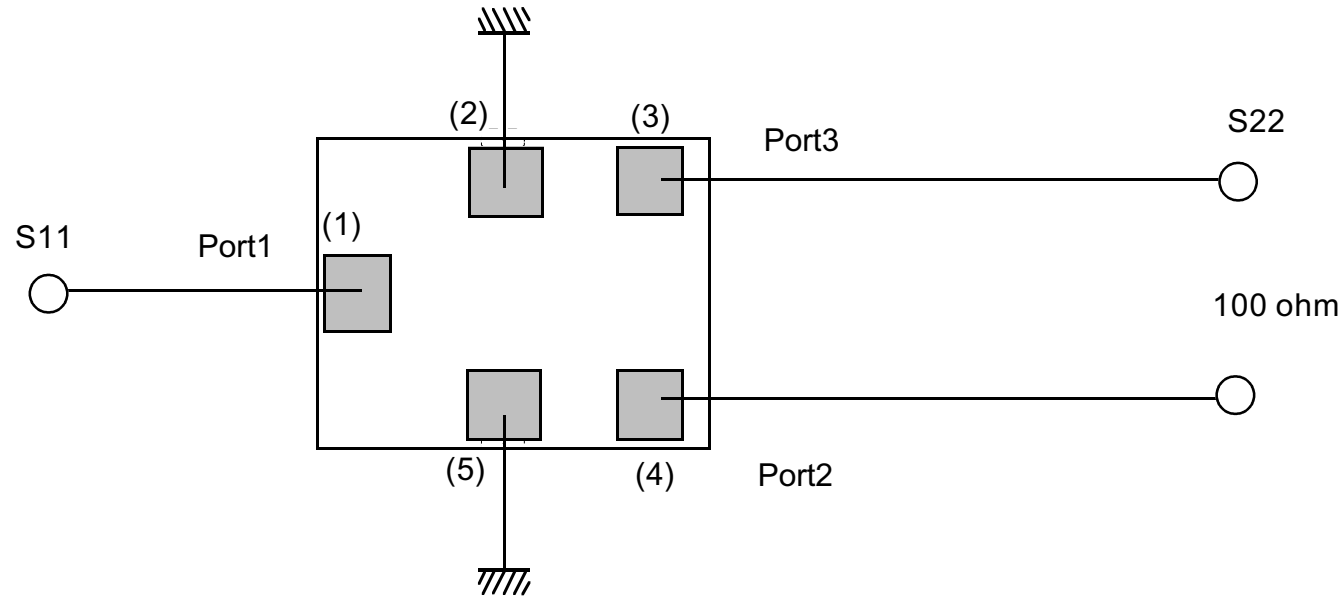 (2)
(3)
Port3
S22
(1)
S11
Port1
100 ohm
(5)
(4)
Port2